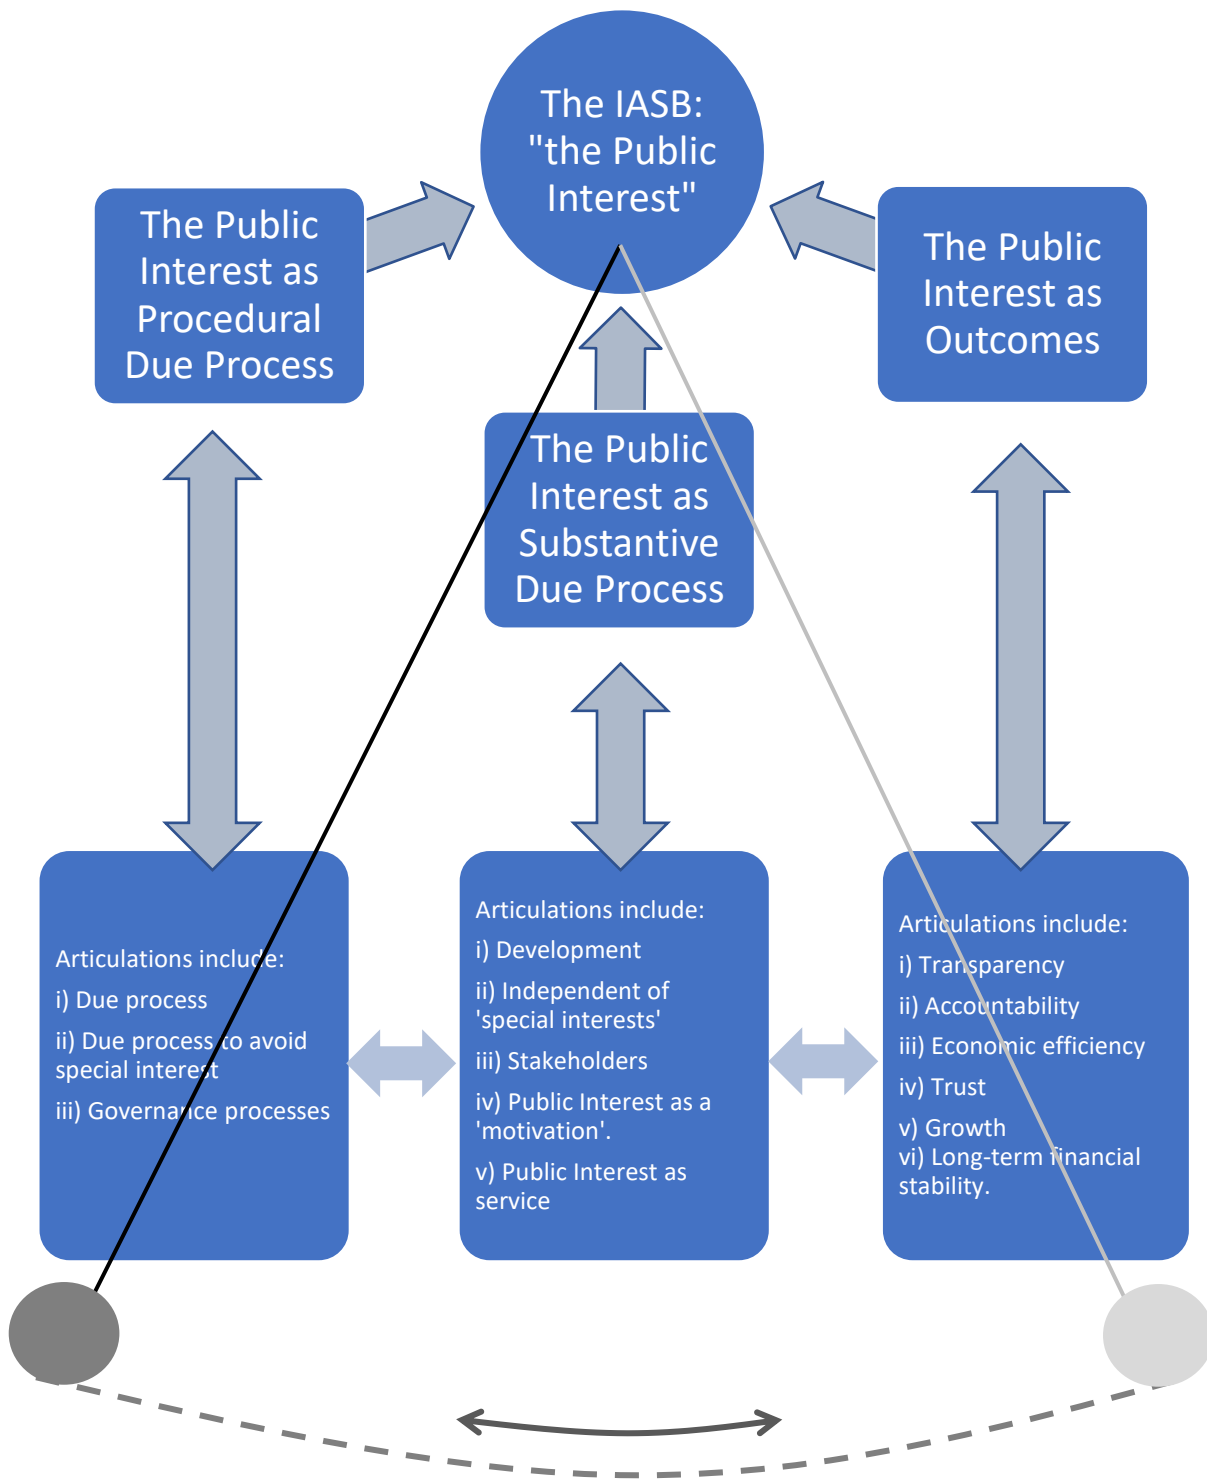 The IASB:
"the Public
Interest"
The Public
Interest as
Procedural
Due Process
The Public
Interest as
Outcomes
The Public
Interest as
Substantive
Due Process
Articulations include:
i) Due process
ii) Due process to avoid
special interest
iii) Governance processes
Articulations include:
i) Development
ii) Independent of
'special interests'
iii) Stakeholders
iv) Public Interest as a
'motivation'.
v) Public Interest as
service
Articulations include:
i) Transparency
ii) Accountability
iii) Economic efficiency
iv) Trust
v) Growth
vi) Long-term financial
stability.